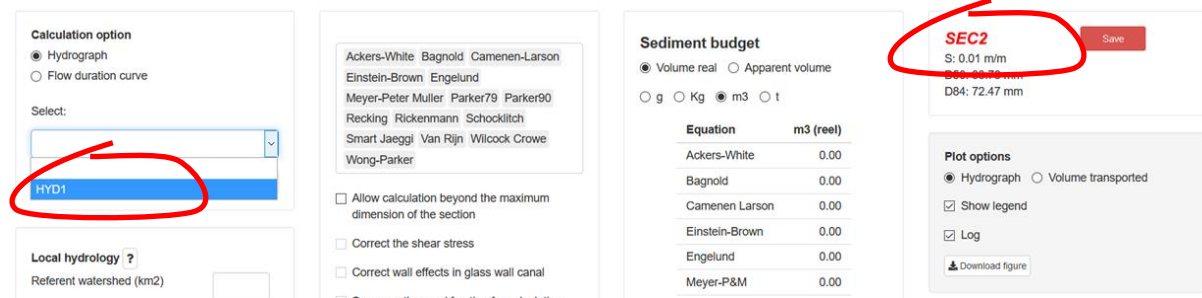 Calculation option
Hydrograph
Flow duration curve
Select:
HYD1
Local hydrology ?
Referent watershed (km2)
Ackers-White Bagnold Camenen-Larson
Einstein-Brown Engelund
Meyer-Peter Muller Parker79 Parker90
Recking Rickenmann Schocklitch
Smart Jaeggi Van Rijn Wilcock Crowe
Wong-Parker
Allow calculation beyond the maximum
dimension of the section
Correct the shear stress
Correct wall effects in glass wall canal
Sediment budget
Volume real Apparent volume
g Kg m3 t
Equation m3 (reel)
Ackers-White 0.00
Bagnold 0.00
Camenen Larson 0.00
Einstein-Brown 0.00
Engelund 0.00
Meyer-P&M 0.00
SEC2
Save
S: 0.01 m/m
D84: 72.47 mm
Plot options
Hydrograph Volume transported
Show legend
Log
Download figure